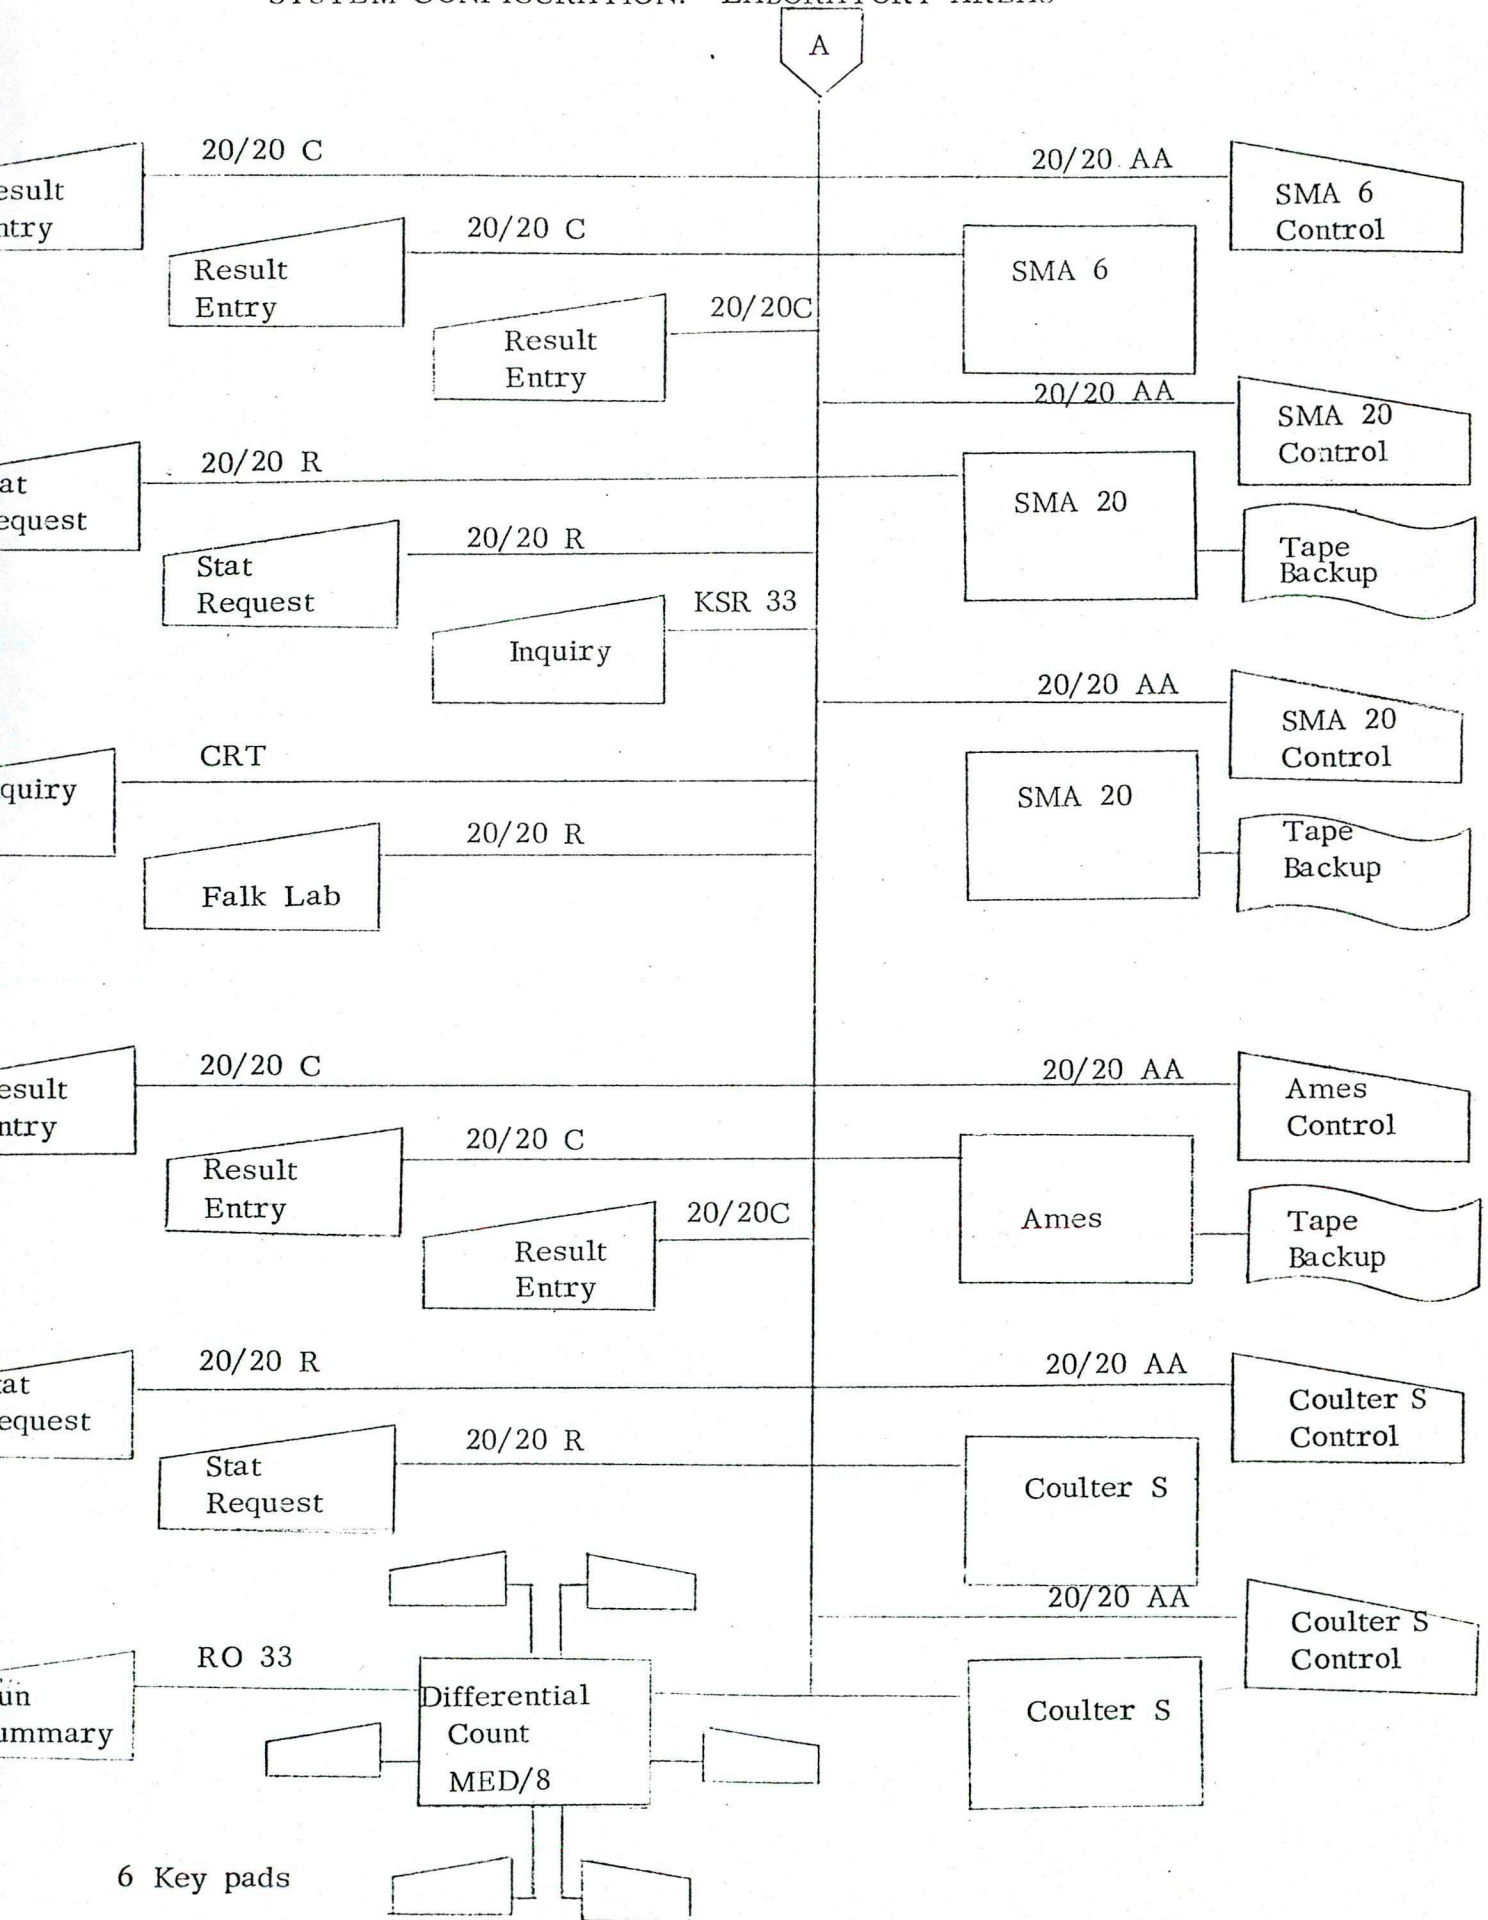 SYSTEM CONFIGURATION: LABORATORY AREAS
A
20/20 C
20/20 AA
esult
ntry
SMA 6
Control
20/20 C
Result
Entry
SMA 6
20/20C
Result
Entry
20/20 AA
SMA 20
Control
20/20 R
at
equest
SMA 20
20/20 R
Stat
Request
Tape
Backup
KSR 33
Inquiry
20/20 AA
SMA 20
Control
CRT
quiry
SMA 20
20/20 R
Falk Lab
Tape
Backup
20/20 C
esult
ntry
20/20 AA
Ames
Control
20/20 C
Result
Entry
Ames
20/20C
Result
Entry
Tape
Backup
20/20 R
at
equest
20/20 AA
Coulter S
Control
20/20 R
Stat
Request
Coulter S
20/20 AA
Coulter S
Control
RO 33
un
ummary
Differential
Count
MED/8
Coulter S
6 Key pads